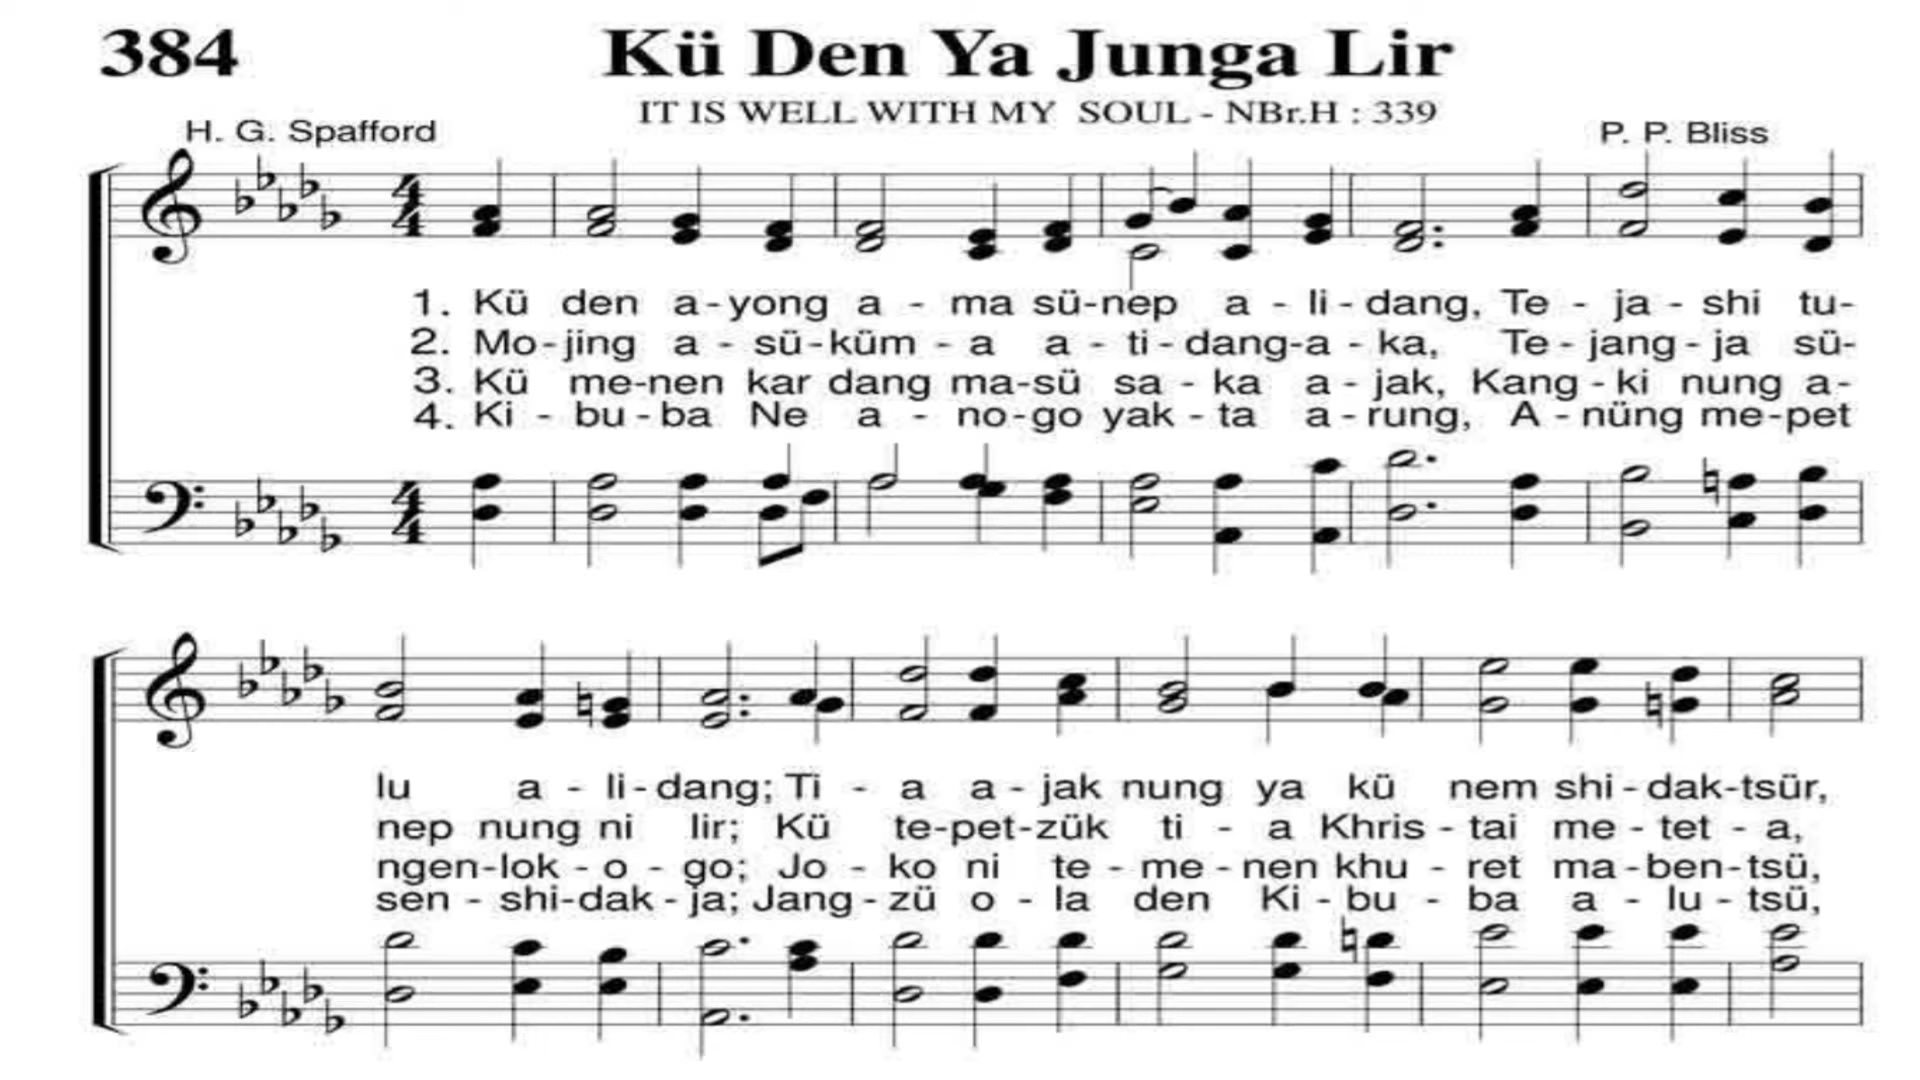 384
Kü Den Ya Junga Lir
IT IS WELL WITH MY SOUL - NBr.H : 339
H. G. Spafford
P. P. Bliss
1. Kü den a-yong a - ma sü-nep a - li-dang, Te - ja - shi tu-
2. Mo-jing a - sü-küm - a a - ti-dang-a - ka, Te - jang - ja sü-
3. Kü me-nen kar dang ma-sü sa - ka a - jak, Kang - ki nung a-
4. Ki - bu - ba Ne a - no-go yak - ta a - rung, A - nüng me-pet
lu a - li-dang; Ti - a a - jak nung ya kü nem shi - dak-tsür,
nep nung ni lir; Kü te-pet-zük ti - a Khris - tai me - tet - a,
ngen-lok - o - go; Jo - ko ni te - me - nen khu - ret ma-ben-tsü,
sen - shi-dak - ja; Jang - zü o - la den Ki - bu - ba a - lu - tsü,